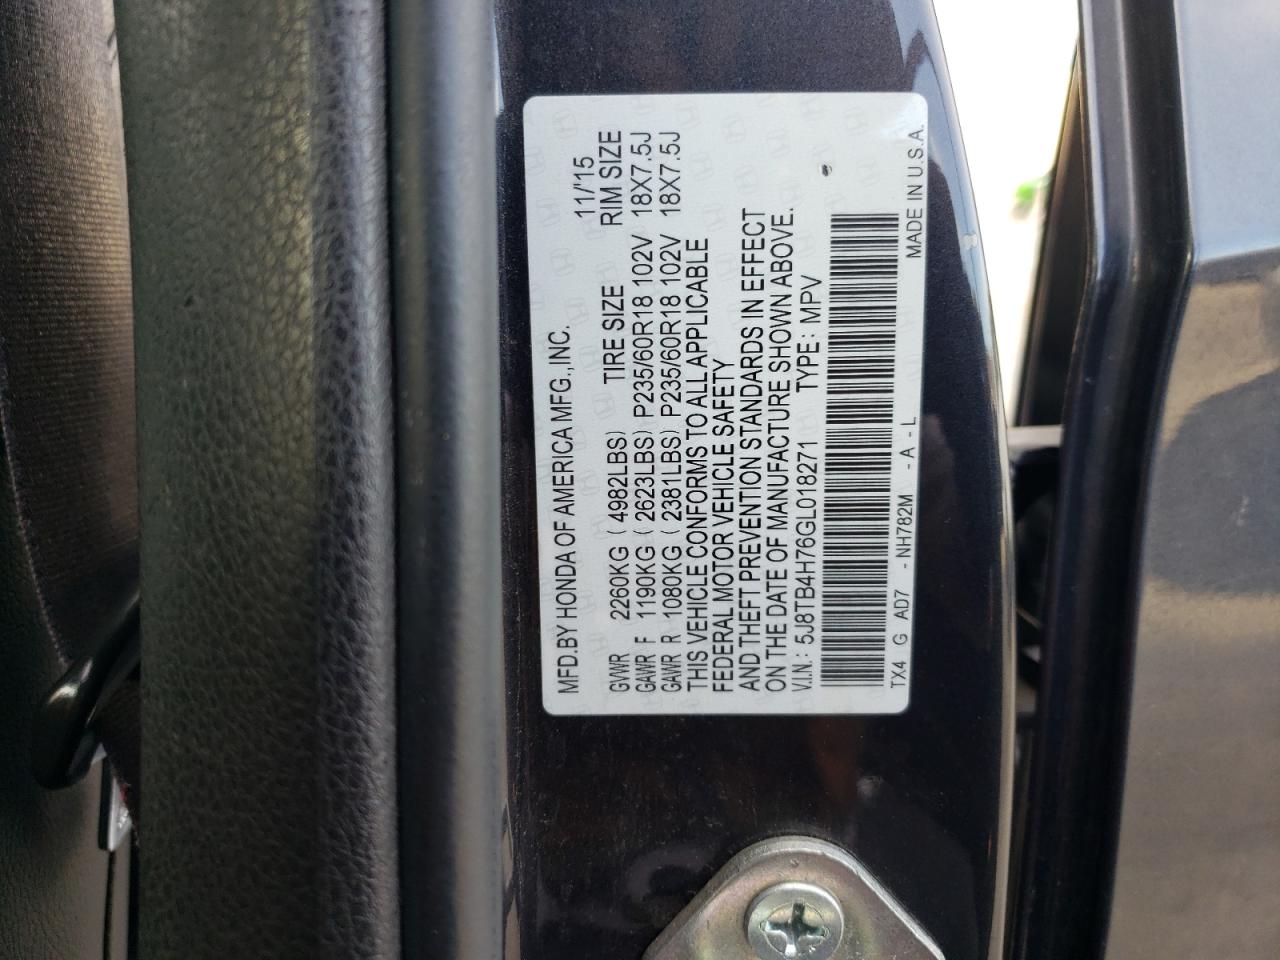 MFD.BY HONDA OF AMERICA MFG.,INC. 11/'15
GVWR 2260KG ( 4982LBS) TIRE SIZE RIM SIZE
GAWR F 1190KG ( 2623LBS) P235/60R18 102V 18X7.5J
GAWR R 1080KG ( 2381LBS) P235/60R18 102V 18X7.5J
THIS VEHICLE CONFORMS TO ALL APPLICABLE
FEDERAL MOTOR VEHICLE SAFETY
AND THEFT PREVENTION STANDARDS IN EFFECT
ON THE DATE OF MANUFACTURE SHOWN ABOVE.
V.I.N.: 5J8TB4H76GL018271 TYPE: MPV
TX4 G AD7 - NH782M - A - L MADE IN U.S.A.